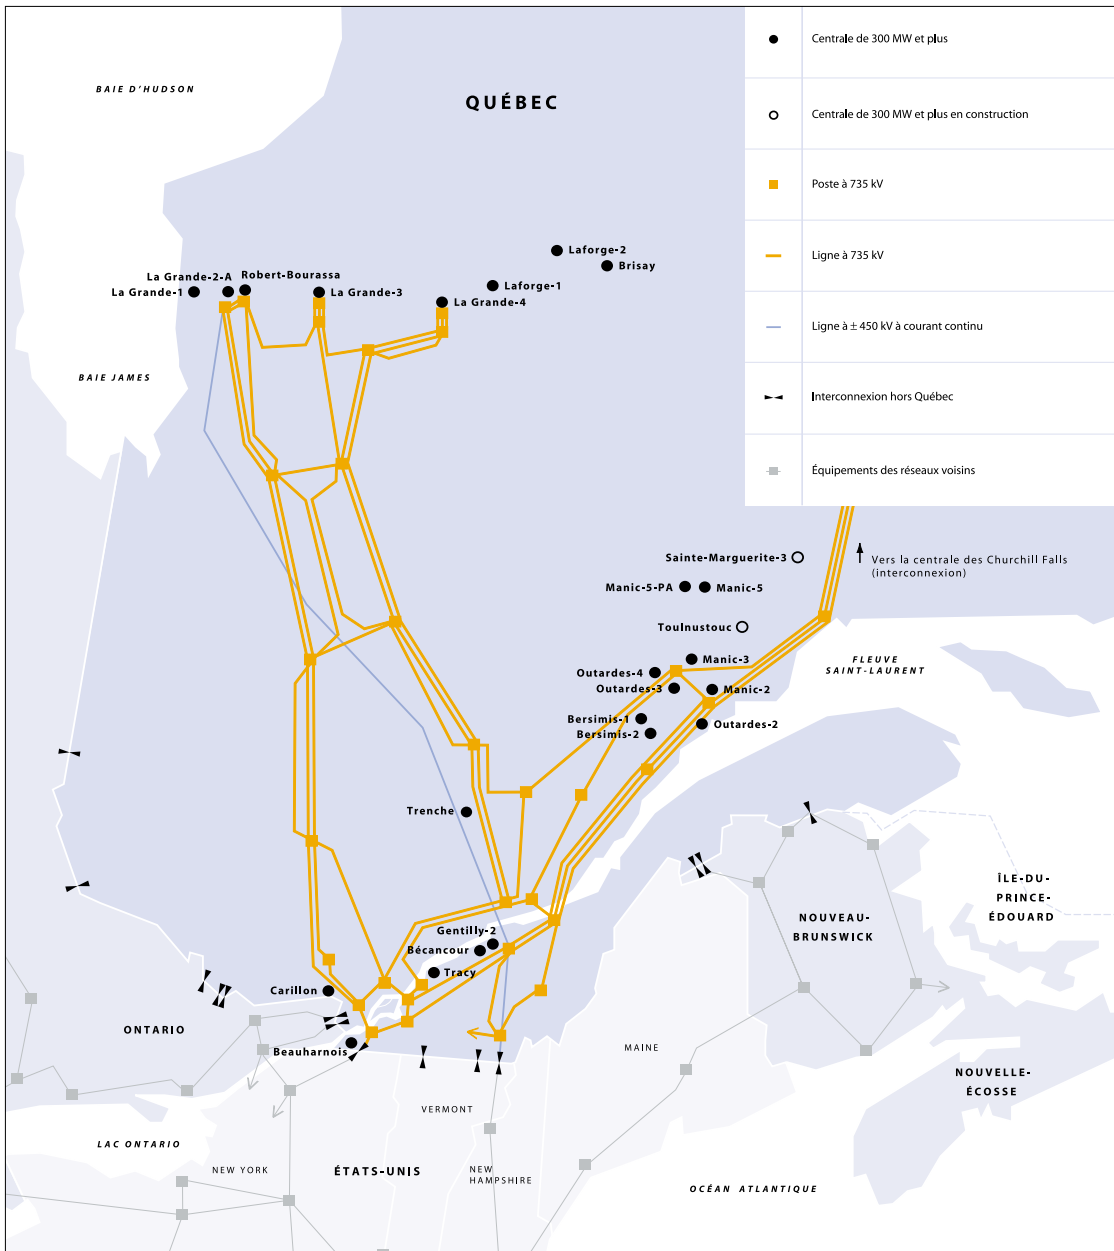 BAIE D'HUDSON
QUÉBEC
Centrale de 300 MW et plus
Centrale de 300 MW et plus en construction
Poste à 735 kV
Ligne à 735 kV
Ligne à ± 450 kV à courant continu
Interconnexion hors Québec
Équipements des réseaux voisins
Laforge-2
Brisay
La Grande-2-A
Robert-Bourassa
La Grande-1
La Grande-3
Laforge-1
La Grande-4
BAIE JAMES
Sainte-Marguerite-3
Vers la centrale des Churchill Falls
(interconnexion)
Manic-5-PA
Manic-5
Toulnustouc
Manic-3
FLEUVE
SAINT-LAURENT
Outardes-4
Outardes-3
Manic-2
Bersimis-1
Outardes-2
Bersimis-2
Trenche
ÎLE-DU-
PRINCE-
ÉDOUARD
NOUVEAU-
BRUNSWICK
Gentilly-2
Bécancour
Tracy
Carillon
ONTARIO
Beauharnois
MAINE
NOUVELLE-
ÉCOSSE
VERMONT
LAC ONTARIO
NEW YORK
ÉTATS-UNIS
NEW
HAMPSHIRE
OCÉAN ATLANTIQUE